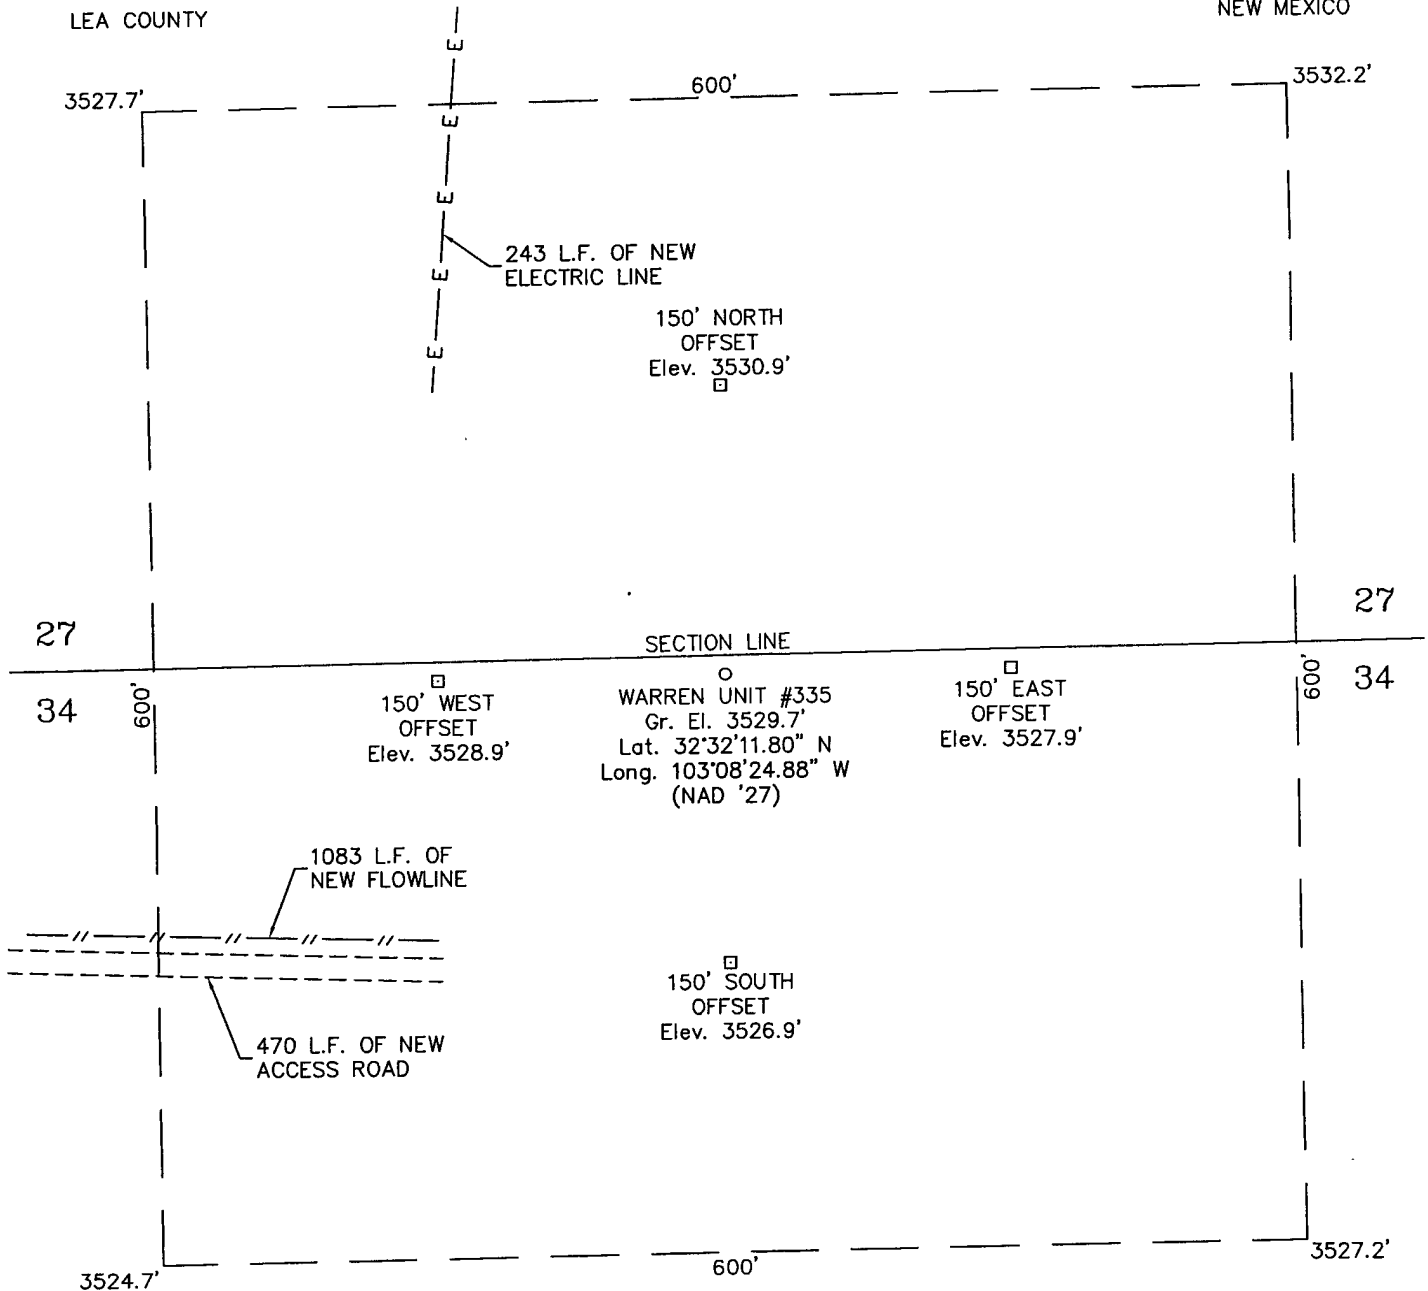 LEA COUNTY
NEW MEXICO
3527.7'
600'
3532.2'
E
E
E
E
E
243 L.F. OF NEW
ELECTRIC LINE
150' NORTH
OFFSET
Elev. 3530.9'
27
27
SECTION LINE
34
34
600'
600'
150' WEST
OFFSET
Elev. 3528.9'
WARREN UNIT #335
Gr. El. 3529.7'
Lat. 32°32'11.80" N
Long. 103°08'24.88" W
(NAD '27)
150' EAST
OFFSET
Elev. 3527.9'
1083 L.F. OF
NEW FLOWLINE
150' SOUTH
OFFSET
Elev. 3526.9'
470 L.F. OF NEW
ACCESS ROAD
3524.7'
600'
3527.2'